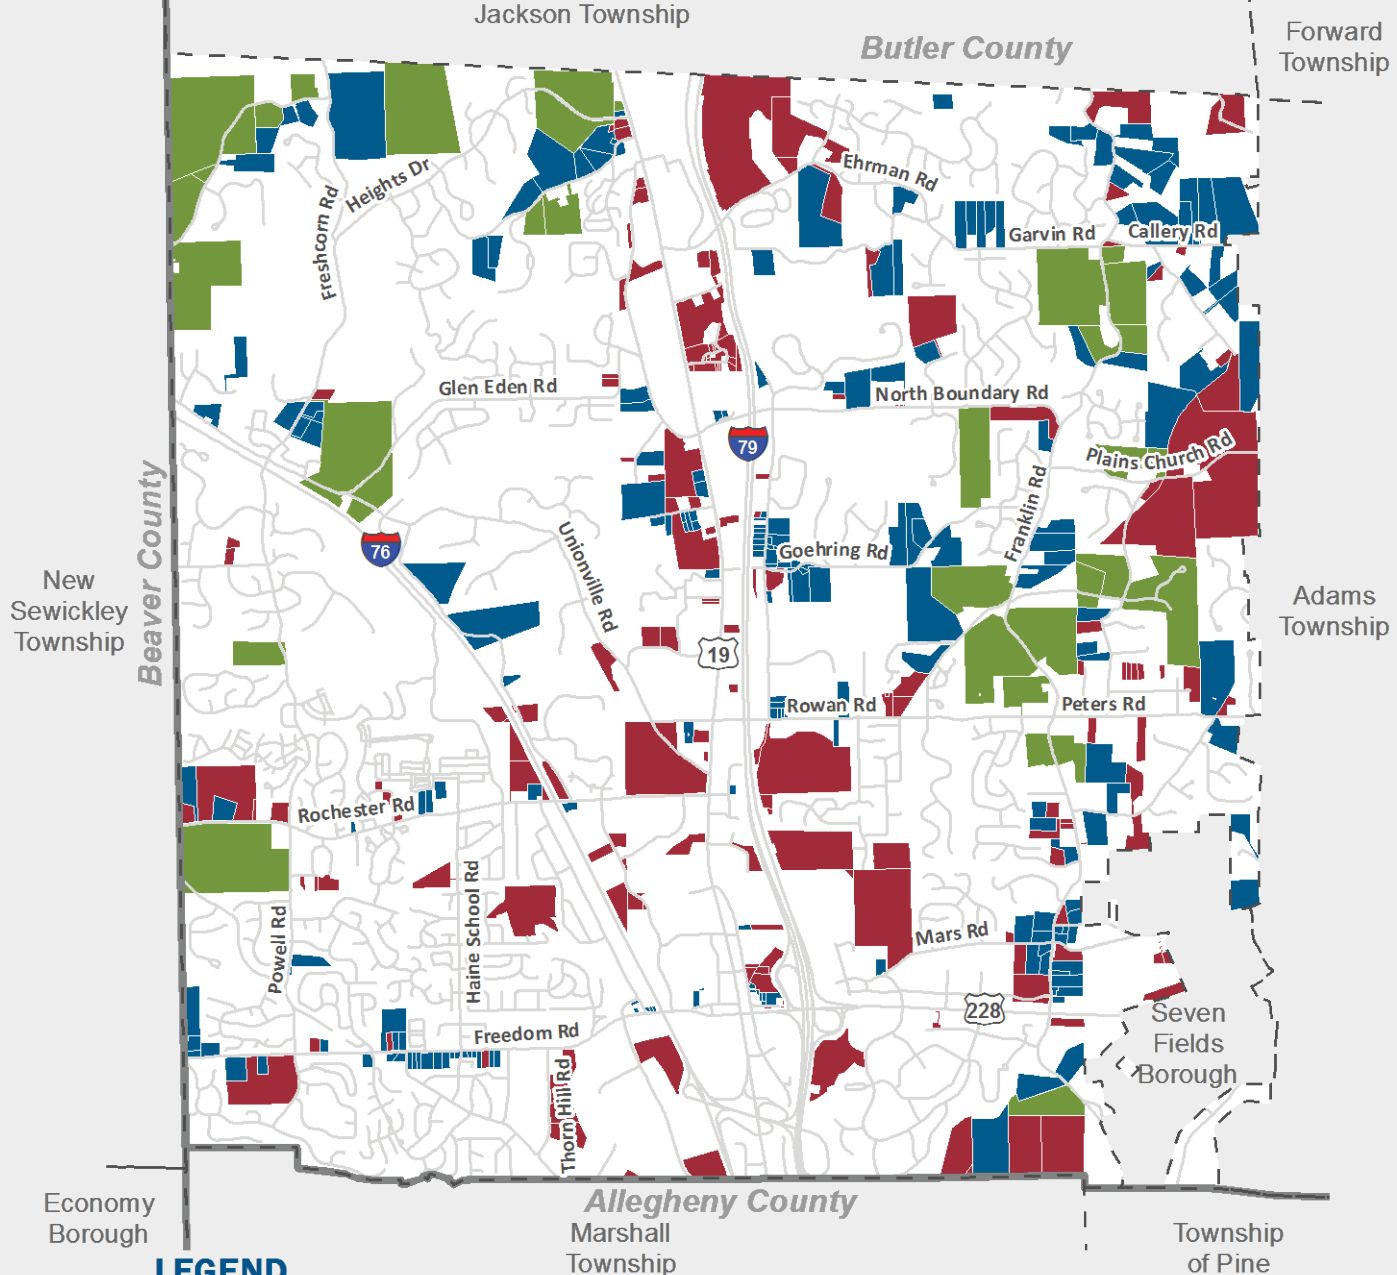 Jackson Township
Butler County
Forward
Township
Ehrman Rd
Heights Dr
Freshcorn Rd
Garvin Rd
Callery Rd
Glen Eden Rd
North Boundary Rd
79
Plains Church Rd
Beaver County
Franklin Rd
76
Unionville Rd
Goehring Rd
New
Sewickley
Township
Adams
Township
19
Rowan Rd
Peters Rd
Rochester Rd
Haine School Rd
Powell Rd
Mars Rd
228
Seven
Fields
Borough
Freedom Rd
Thorn Hill Rd
Economy
Borough
Allegheny County
Marshall
Township
Township
of Pine
LEGEND